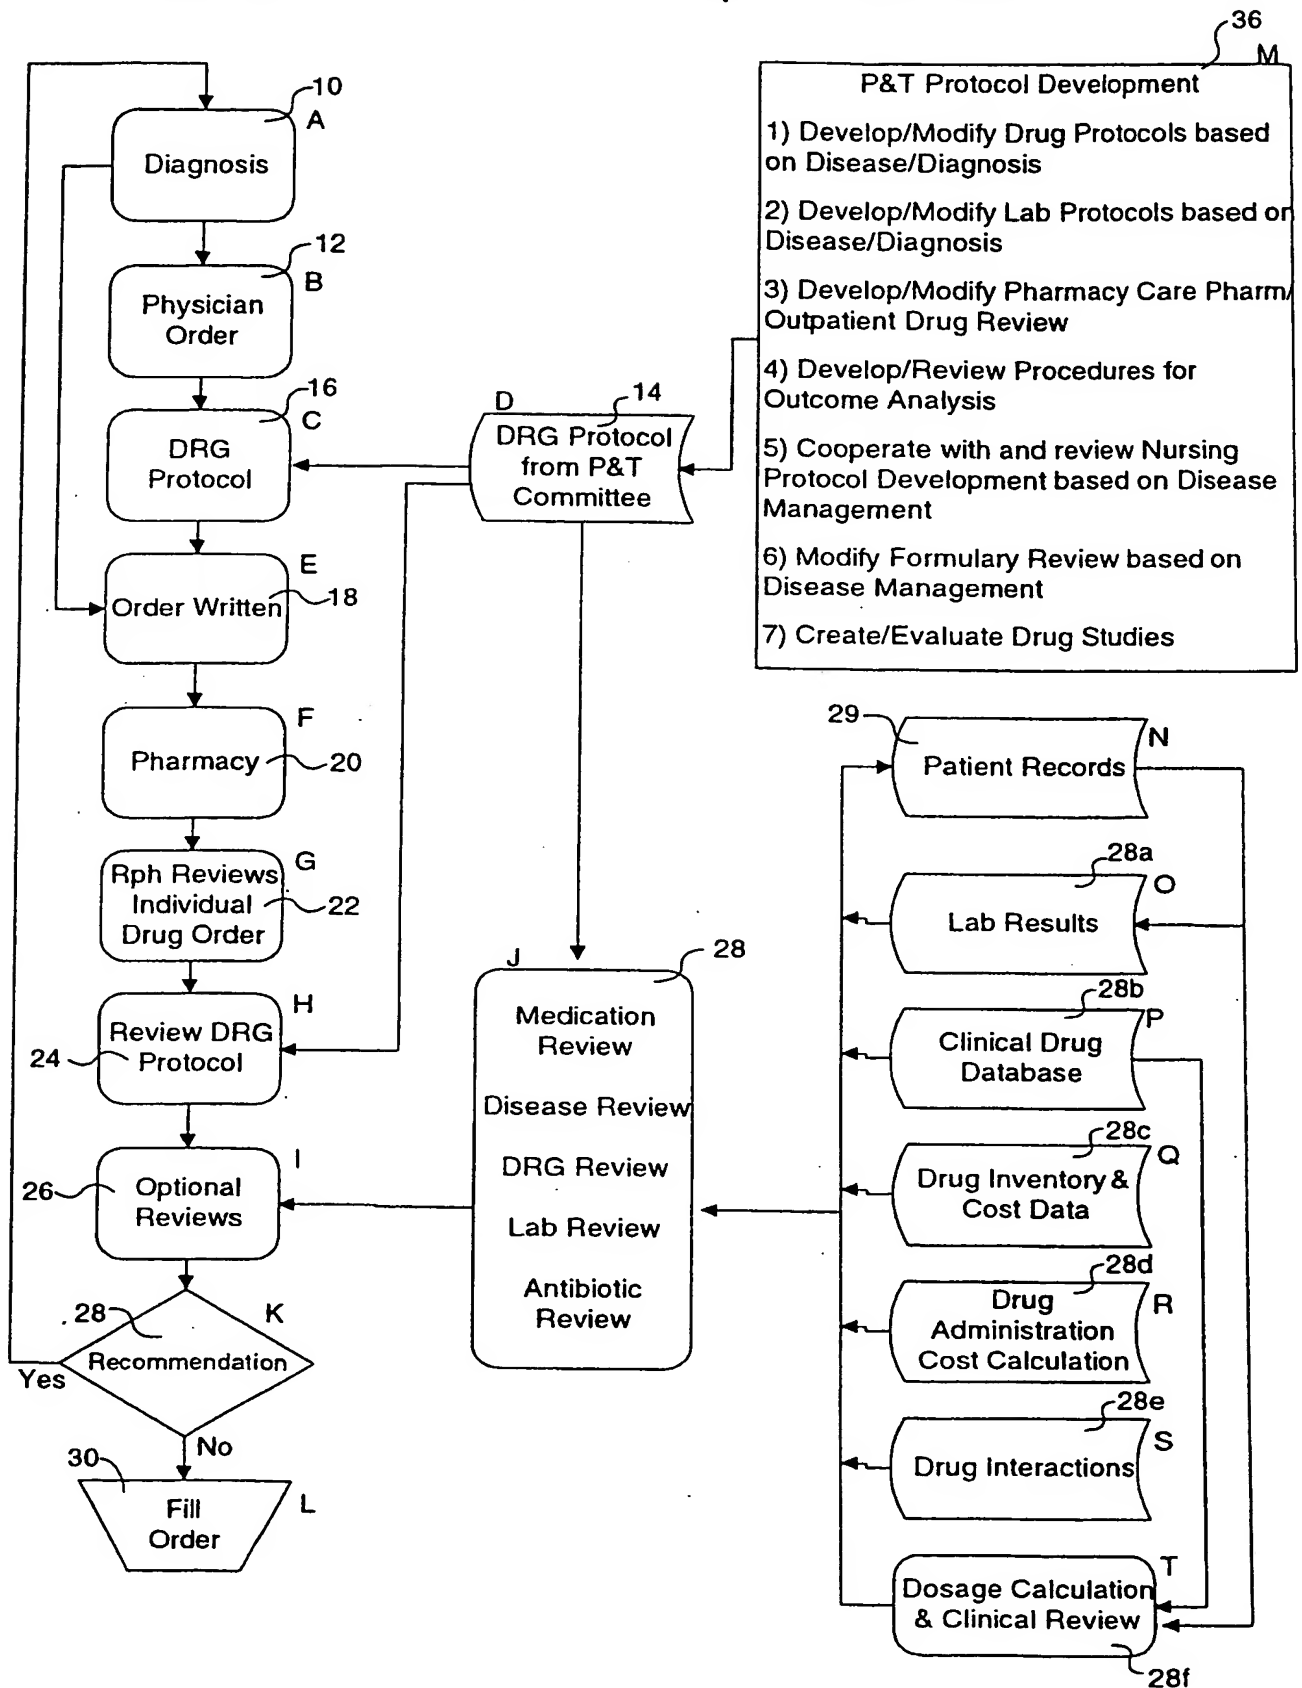 36
M
P&T Protocol Development
1) Develop/Modify Drug Protocols based
on Disease/Diagnosis
2) Develop/Modify Lab Protocols based on
Disease/Diagnosis
3) Develop/Modify Pharmacy Care Pharm/
Outpatient Drug Review
4) Develop/Review Procedures for
Outcome Analysis
5) Cooperate with and review Nursing
Protocol Development based on Disease
Management
6) Modify Formulary Review based on
Disease Management
7) Create/Evaluate Drug Studies
10
A
Diagnosis
12
B
Physician
Order
16
C
DRG
Protocol
D
14
DRG Protocol
from P&T
Committee
E
Order Written
18
F
Pharmacy
20
G
Rph Reviews
Individual
Drug Order
22
H
Review DRG
Protocol
24
I
Optional
Reviews
26
J
28
Medication
Review
Disease Review
DRG Review
Lab Review
Antibiotic
Review
28
K
Recommendation
Yes
No
30
L
Fill
Order
29
N
Patient Records
28a
O
Lab Results
28b
P
Clinical Drug
Database
28c
Q
Drug Inventory &
Cost Data
28d
R
Drug
Administration
Cost Calculation
28e
S
Drug Interactions
T
Dosage Calculation
& Clinical Review
28f